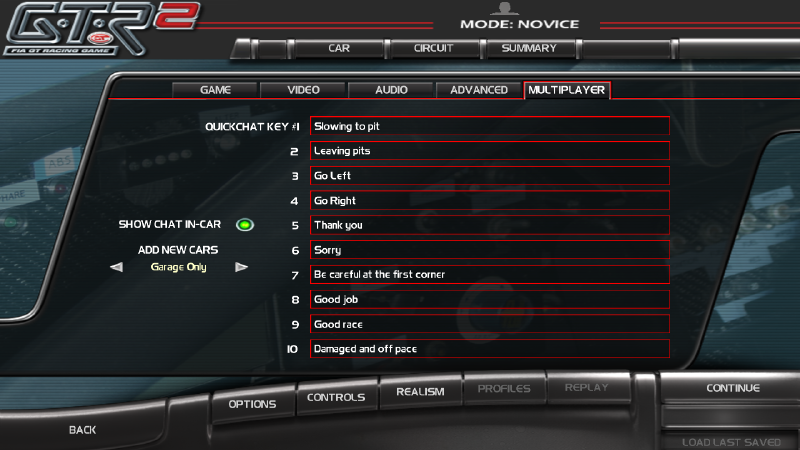 GTR2
FIA GT RACING GAME
MODE: NOVICE
CAR
CIRCUIT
SUMMARY
GAME
VIDEO
AUDIO
ADVANCED
MULTIPLAYER
QUICKCHAT KEY #1 Slowing to pit
2 Leaving pits
3 Go Left
4 Go Right
SHOW CHAT IN-CAR
5 Thank you
ADD NEW CARS
6 Sorry
Garage Only
7 Be careful at the first corner
8 Good job
9 Good race
10 Damaged and off pace
BACK
OPTIONS
CONTROLS
REALISM
PROFILES
REPLAY
CONTINUE
LOAD LAST SAVED
ABS